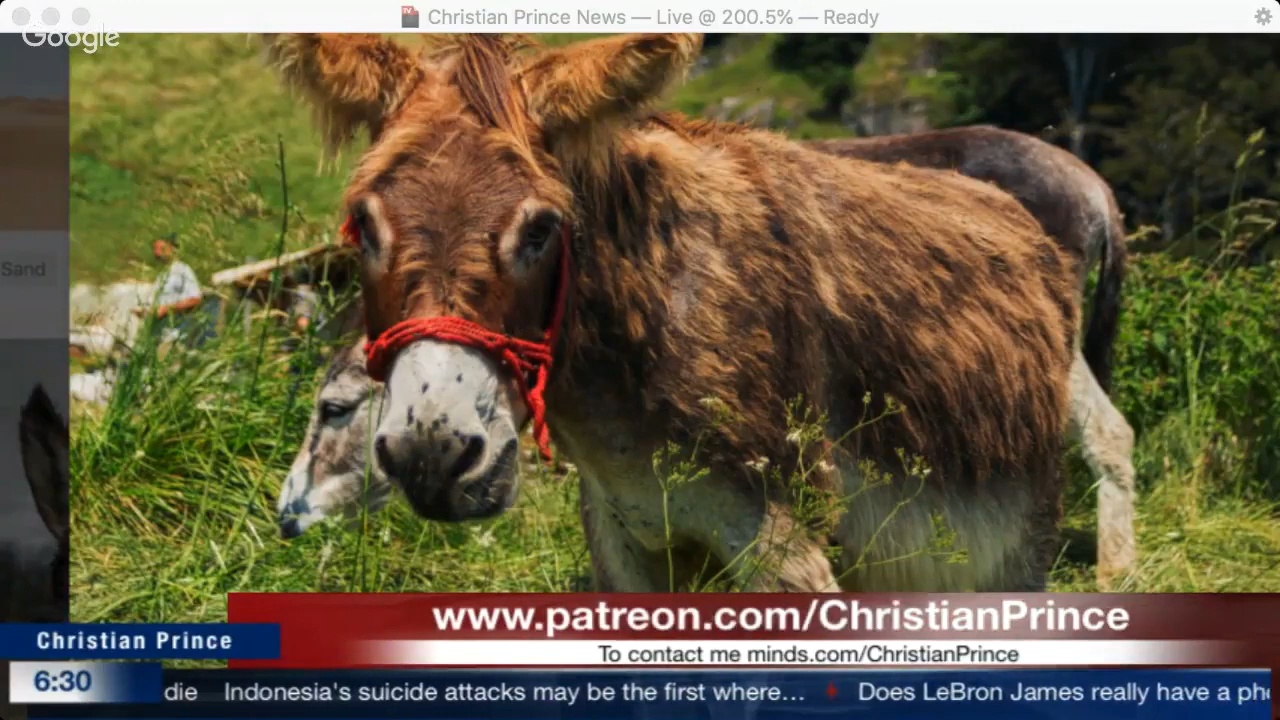 Christian Prince News — Live @ 200.5% — Ready
Google
Sand
www.patreon.com/ChristianPrince
Christian Prince
To contact me minds.com/ChristianPrince
6:30
die Indonesia's suicide attacks may be the first where... Does LeBron James really have a pho